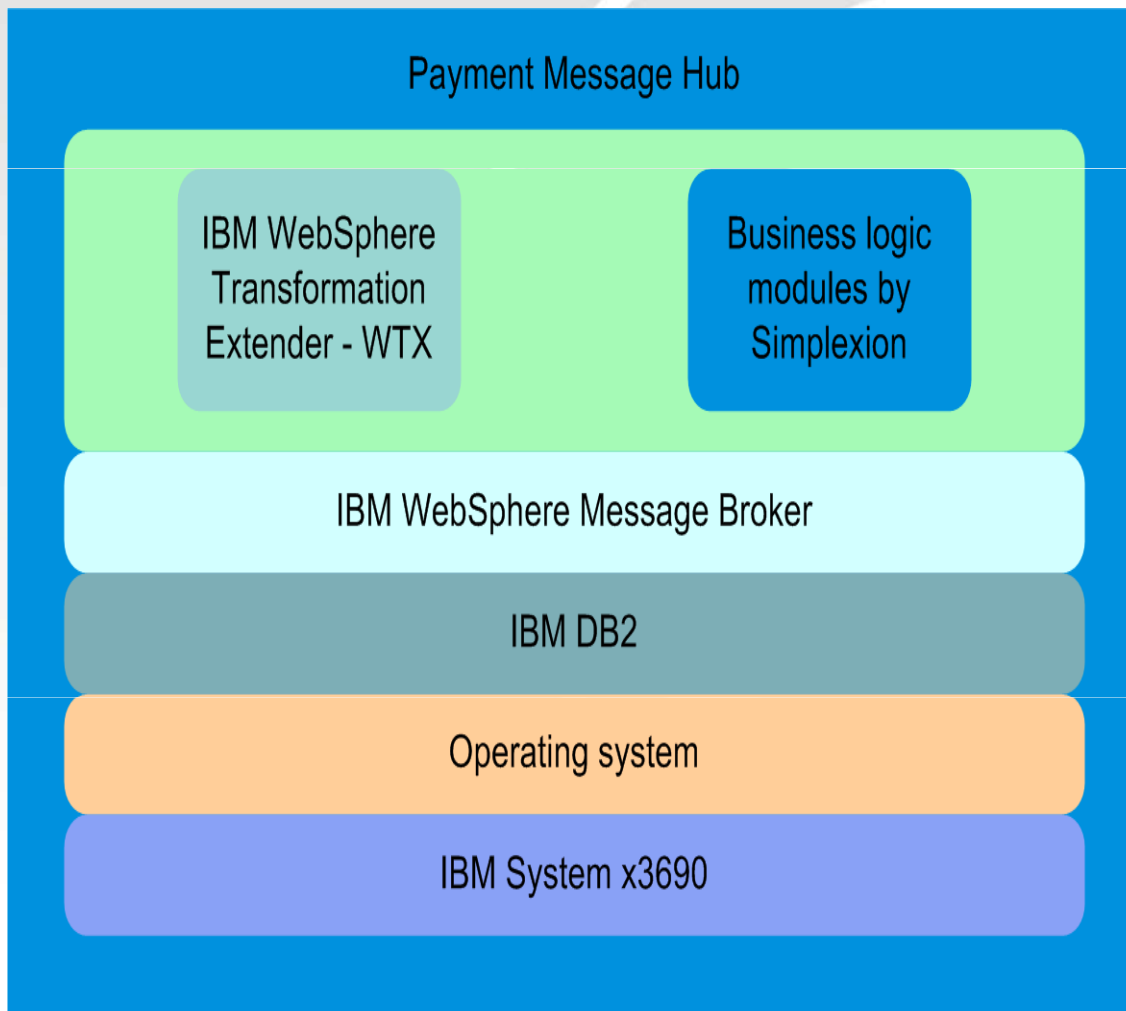 Payment Message Hub
IBM WebSphere
Transformation
Extender - WTX
Business logic
modules by
Simplexion
IBM WebSphere Message Broker
IBM DB2
Operating system
IBM System x3690